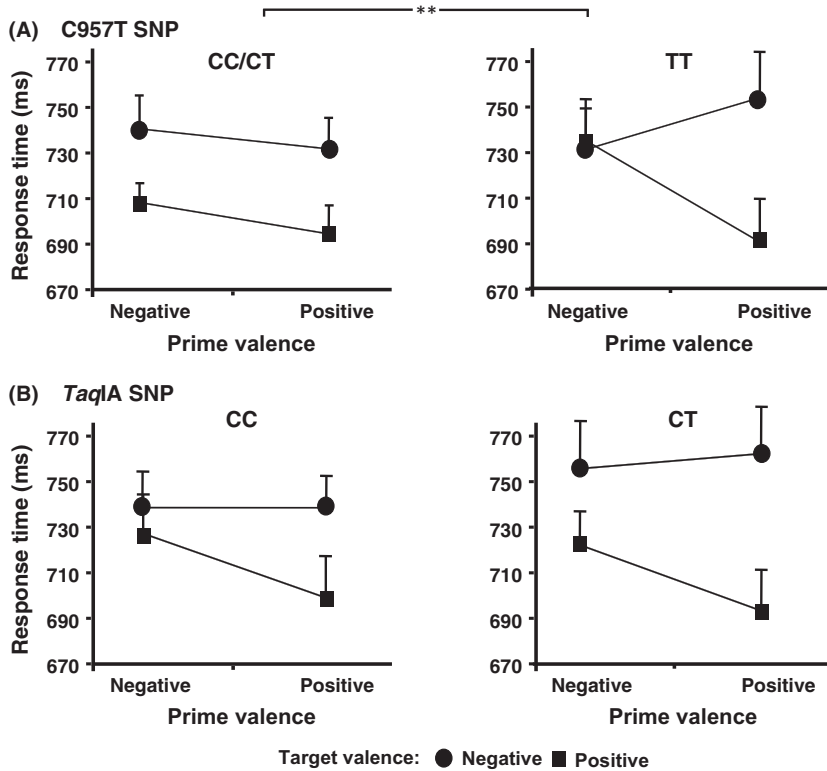 **
(A) C957T SNP
CC/CT
TT
Response time (ms)
770
750
730
710
690
670
Negative Positive
Prime valence
770
750
730
710
690
670
Negative Positive
Prime valence
(B) TaqIA SNP
CC
CT
Response time (ms)
770
750
730
710
690
670
Negative Positive
Prime valence
770
750
730
710
690
670
Negative Positive
Prime valence
Target valence: Negative Positive